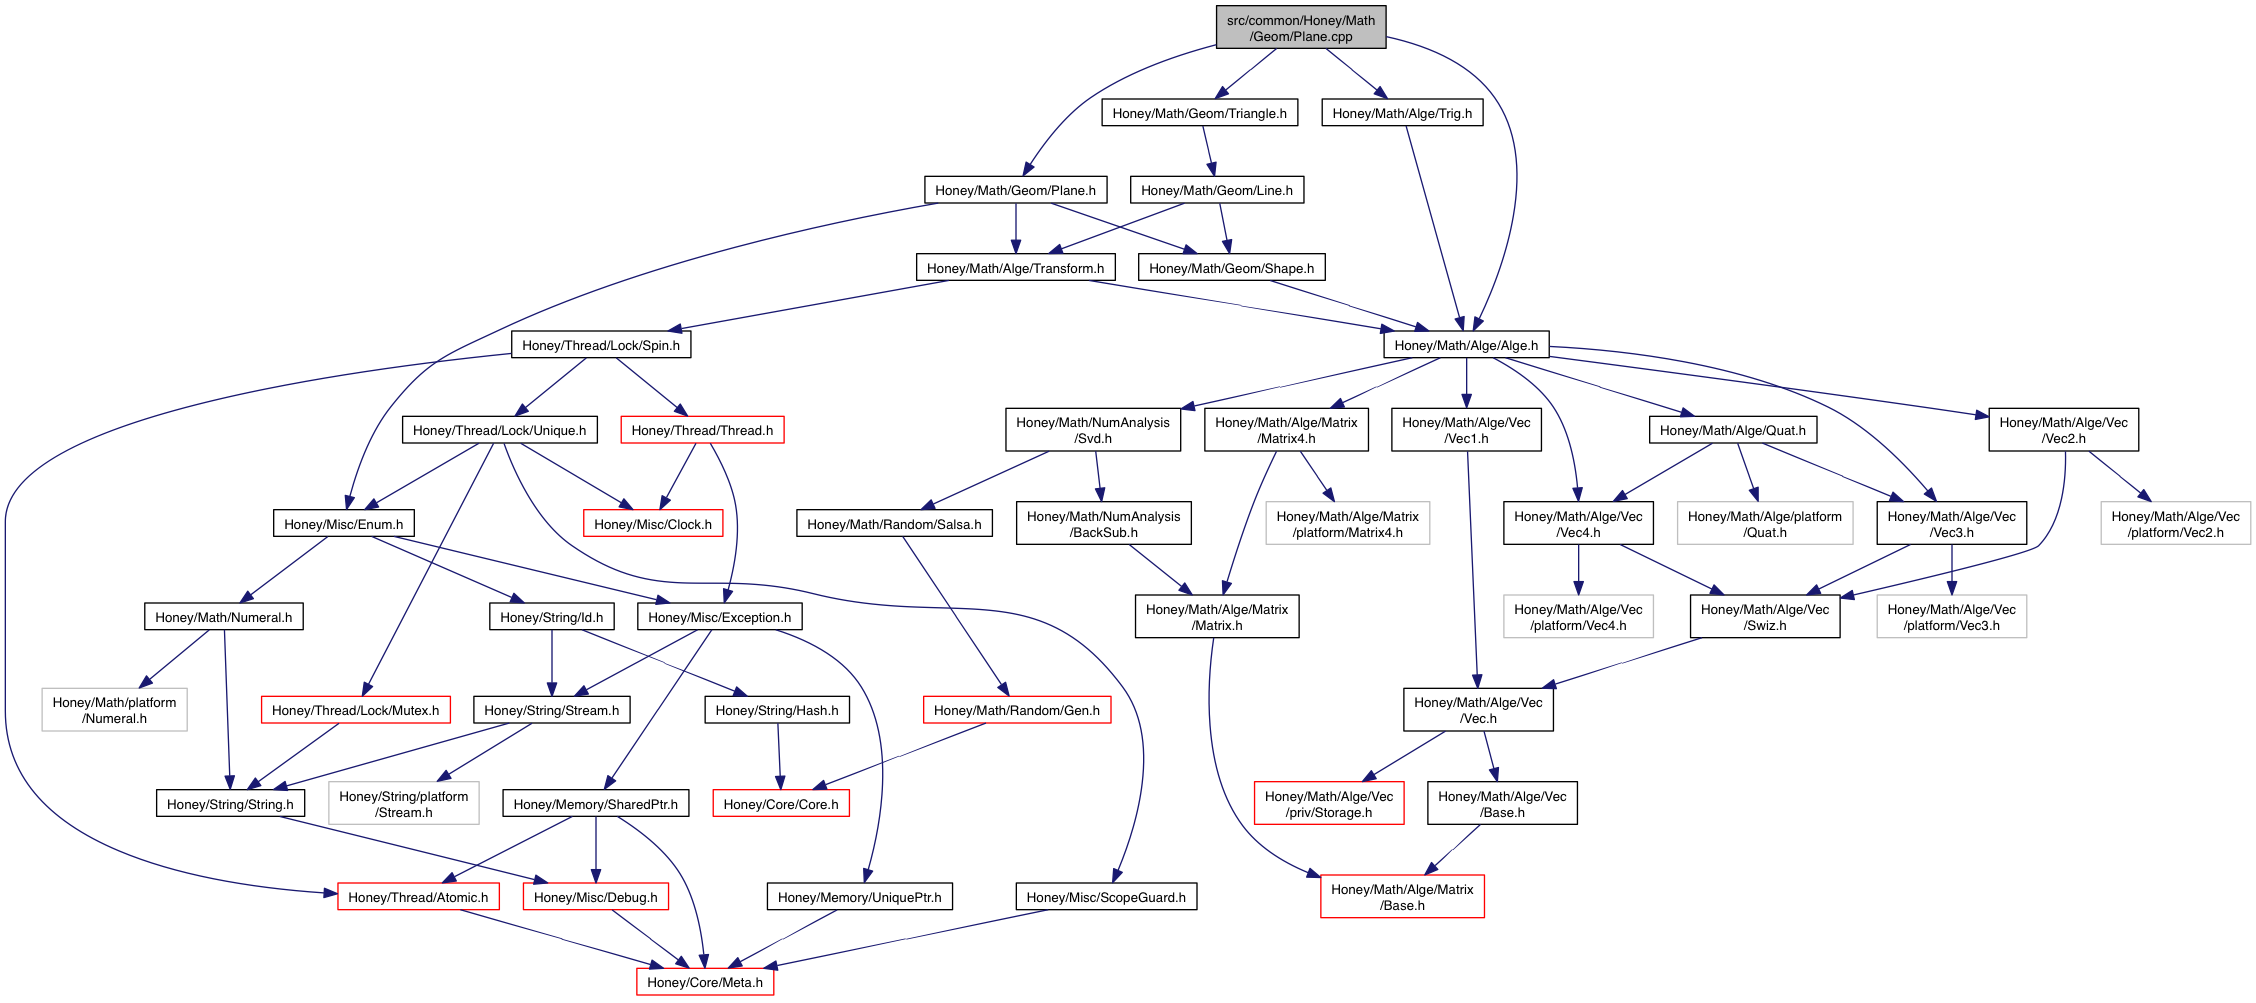 src/common/Honey/Math
/Geom/Plane.cpp
Honey/Math/Geom/Triangle.h
Honey/Math/Alge/Trig.h
Honey/Math/Geom/Plane.h
Honey/Math/Geom/Line.h
Honey/Math/Alge/Transform.h
Honey/Math/Geom/Shape.h
Honey/Thread/Lock/Spin.h
Honey/Math/Alge/Alge.h
Honey/Thread/Lock/Unique.h
Honey/Thread/Thread.h
Honey/Math/NumAnalysis
/Svd.h
Honey/Math/Alge/Matrix
/Matrix4.h
Honey/Math/Alge/Vec
/Vec1.h
Honey/Math/Alge/Quat.h
Honey/Math/Alge/Vec
/Vec2.h
Honey/Misc/Enum.h
Honey/Misc/Clock.h
Honey/Math/Random/Salsa.h
Honey/Math/NumAnalysis
/BackSub.h
Honey/Math/Alge/Matrix
/platform/Matrix4.h
Honey/Math/Alge/Vec
/Vec4.h
Honey/Math/Alge/platform
/Quat.h
Honey/Math/Alge/Vec
/Vec3.h
Honey/Math/Alge/Vec
/platform/Vec2.h
Honey/Math/Numeral.h
Honey/String/Id.h
Honey/Misc/Exception.h
Honey/Math/Alge/Matrix
/Matrix.h
Honey/Math/Alge/Vec
/platform/Vec4.h
Honey/Math/Alge/Vec
/Swiz.h
Honey/Math/Alge/Vec
/platform/Vec3.h
Honey/Math/platform
/Numeral.h
Honey/Thread/Lock/Mutex.h
Honey/String/Stream.h
Honey/String/Hash.h
Honey/Math/Random/Gen.h
Honey/Math/Alge/Vec
/Vec.h
Honey/String/String.h
Honey/String/platform
/Stream.h
Honey/Memory/SharedPtr.h
Honey/Core/Core.h
Honey/Math/Alge/Vec
/priv/Storage.h
Honey/Math/Alge/Vec
/Base.h
Honey/Thread/Atomic.h
Honey/Misc/Debug.h
Honey/Memory/UniquePtr.h
Honey/Misc/ScopeGuard.h
Honey/Math/Alge/Matrix
/Base.h
Honey/Core/Meta.h